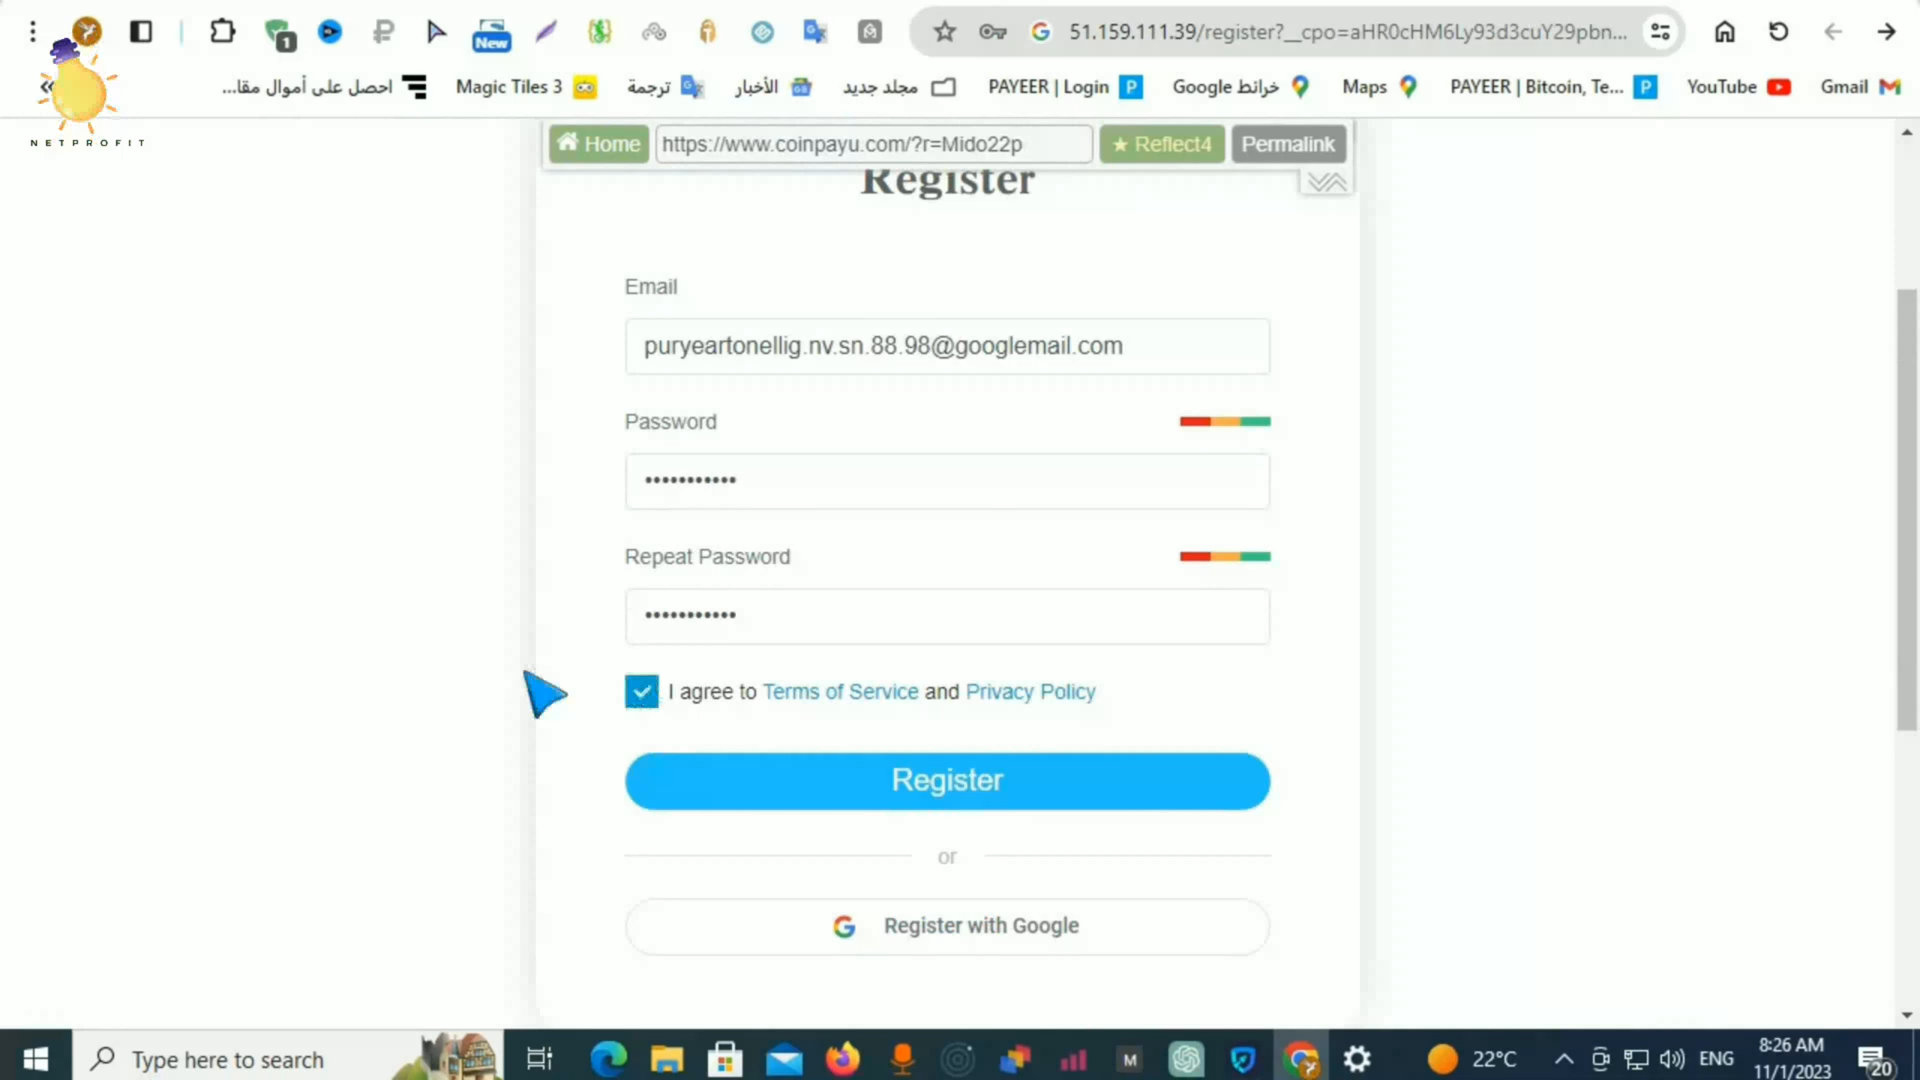 New
1
51.159.111.39/register?__cpo=aHR0cHM6Ly93d3cuY29pbn...
NETPROFIT
احصل على أموال مقا...
Magic Tiles 3
ترجمة
الأخبار
مجلد جديد
PAYEER | Login
خرائط Google
Maps
PAYEER | Bitcoin, Te...
YouTube
Gmail
Home
https://www.coinpayu.com/?r=Mido22p
★ Reflect4
Permalink
Register
Email
puryeartonellig.nv.sn.88.98@googlemail.com
Password
•••••••••••
Repeat Password
•••••••••••
I agree to Terms of Service and Privacy Policy
Register
or
Register with Google
Type here to search
22°C
ENG
8:26 AM
11/1/2023
20